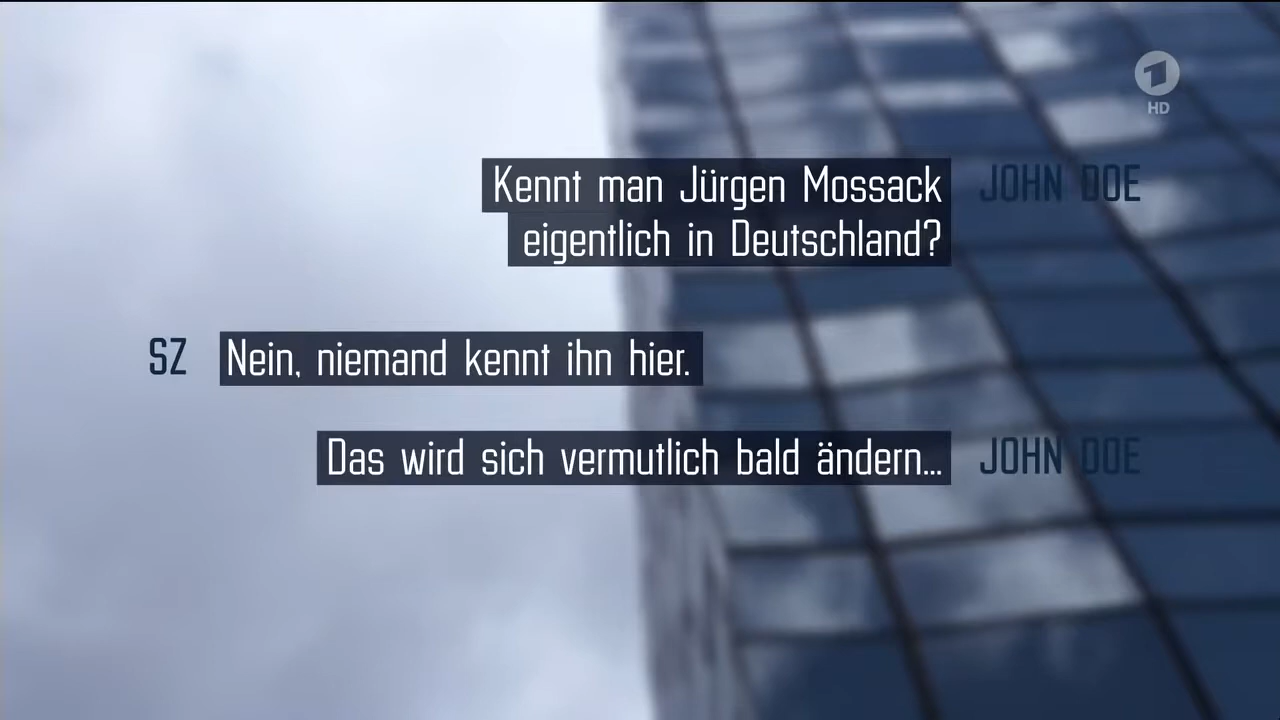 1
HD
Kennt man Jürgen Mossack JOHN DOE
eigentlich in Deutschland?
SZ Nein, niemand kennt ihn hier.
Das wird sich vermutlich bald ändern... JOHN DOE